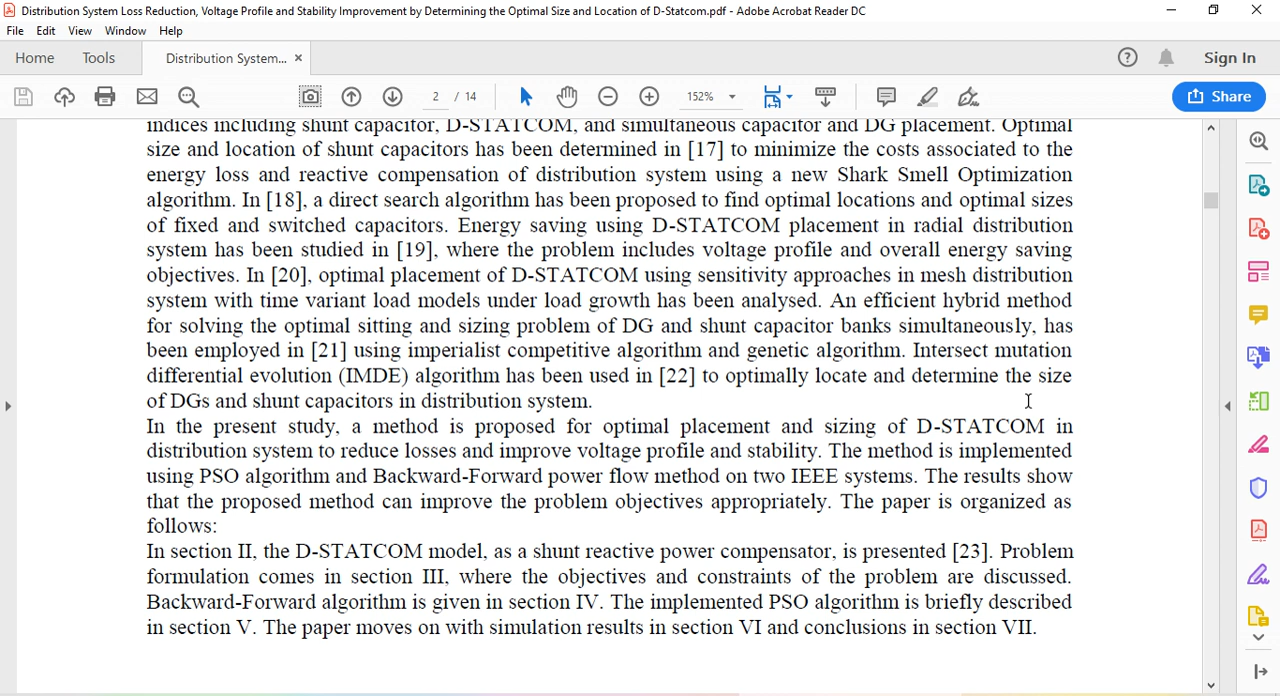 Distribution System Loss Reduction, Voltage Profile and Stability Improvement by Determining the Optimal Size and Location of D-Statcom.pdf - Adobe Acrobat Reader DC
File Edit View Window Help
Home Tools Distribution System... × Sign In
2 / 14 152% Share
indices including shunt capacitor, D-STATCOM, and simultaneous capacitor and DG placement. Optimal
size and location of shunt capacitors has been determined in [17] to minimize the costs associated to the
energy loss and reactive compensation of distribution system using a new Shark Smell Optimization
algorithm. In [18], a direct search algorithm has been proposed to find optimal locations and optimal sizes
of fixed and switched capacitors. Energy saving using D-STATCOM placement in radial distribution
system has been studied in [19], where the problem includes voltage profile and overall energy saving
objectives. In [20], optimal placement of D-STATCOM using sensitivity approaches in mesh distribution
system with time variant load models under load growth has been analysed. An efficient hybrid method
for solving the optimal sitting and sizing problem of DG and shunt capacitor banks simultaneously, has
been employed in [21] using imperialist competitive algorithm and genetic algorithm. Intersect mutation
differential evolution (IMDE) algorithm has been used in [22] to optimally locate and determine the size
of DGs and shunt capacitors in distribution system.
In the present study, a method is proposed for optimal placement and sizing of D-STATCOM in
distribution system to reduce losses and improve voltage profile and stability. The method is implemented
using PSO algorithm and Backward-Forward power flow method on two IEEE systems. The results show
that the proposed method can improve the problem objectives appropriately. The paper is organized as
follows:
In section II, the D-STATCOM model, as a shunt reactive power compensator, is presented [23]. Problem
formulation comes in section III, where the objectives and constraints of the problem are discussed.
Backward-Forward algorithm is given in section IV. The implemented PSO algorithm is briefly described
in section V. The paper moves on with simulation results in section VI and conclusions in section VII.